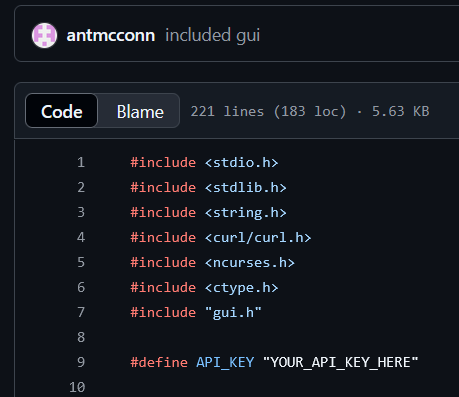 antmcconn included gui
Code Blame 221 lines (183 loc) · 5.63 KB
1 #include <stdio.h>
2 #include <stdlib.h>
3 #include <string.h>
4 #include <curl/curl.h>
5 #include <ncurses.h>
6 #include <ctype.h>
7 #include "gui.h"
8
9 #define API_KEY "YOUR_API_KEY_HERE"
10